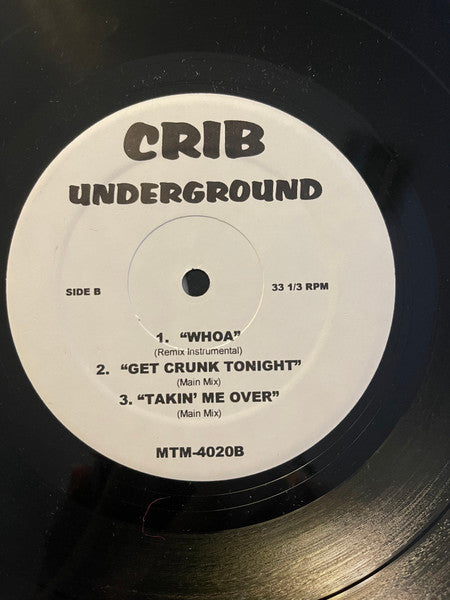 CRIB
UNDERGROUND
SIDE B
33 1/3 RPM
1. “WHOA”
(Remix Instrumental)
2. “GET CRUNK TONIGHT”
(Main Mix)
3. “TAKIN’ ME OVER”
(Main Mix)
MTM-4020B